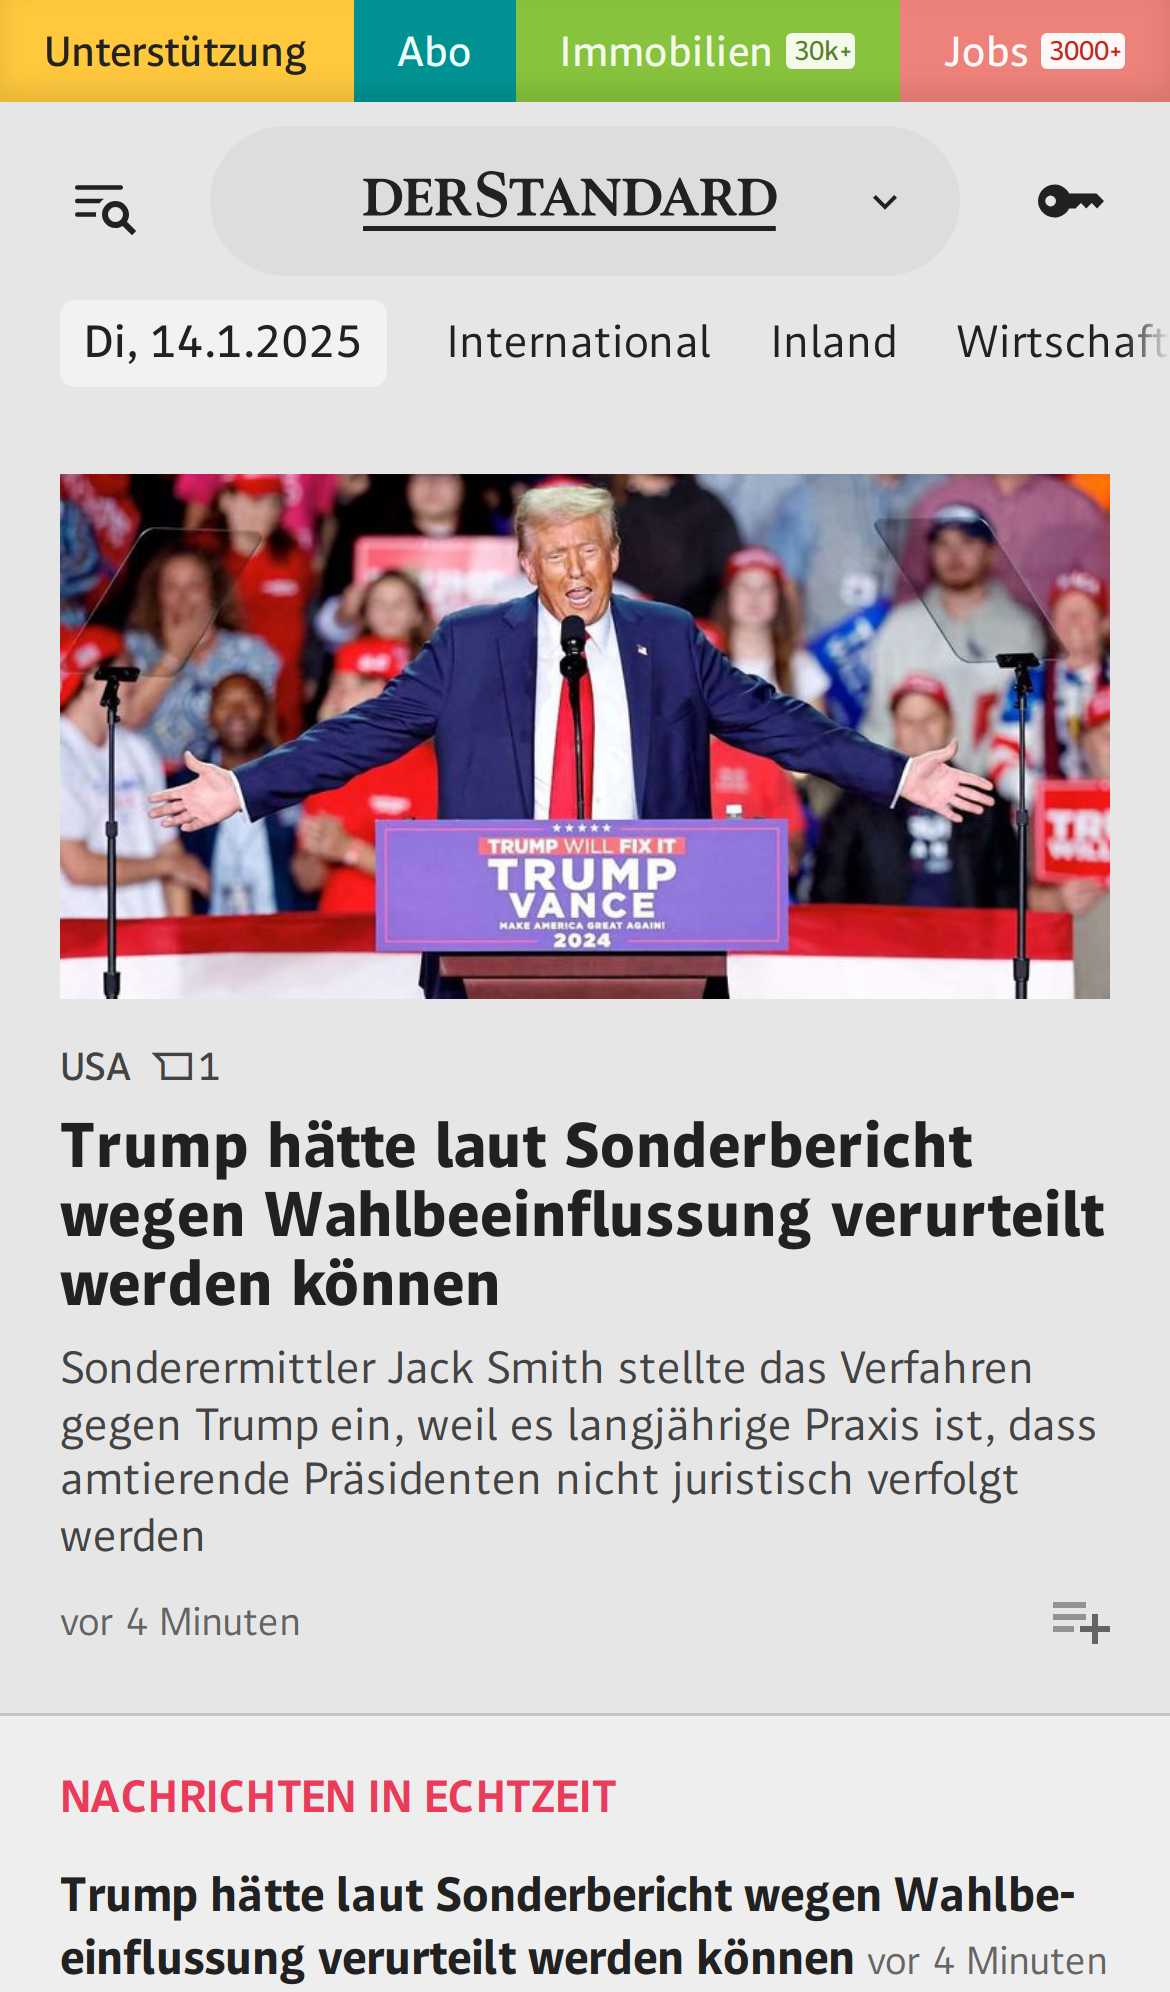 Unterstützung
Abo
Immobilien 30k+
Jobs 3000+
DERSTANDARD
Di, 14.1.2025
International
Inland
Wirtschaft
TRUMP WILL FIX IT
TRUMP
VANCE
MAKE AMERICA GREAT AGAIN!
2024
USA 1
Trump hätte laut Sonderbericht
wegen Wahlbeeinflussung verurteilt
werden können
Sonderermittler Jack Smith stellte das Verfahren
gegen Trump ein, weil es langjährige Praxis ist, dass
amtierende Präsidenten nicht juristisch verfolgt
werden
vor 4 Minuten
NACHRICHTEN IN ECHTZEIT
Trump hätte laut Sonderbericht wegen Wahlbe-
einflussung verurteilt werden können vor 4 Minuten